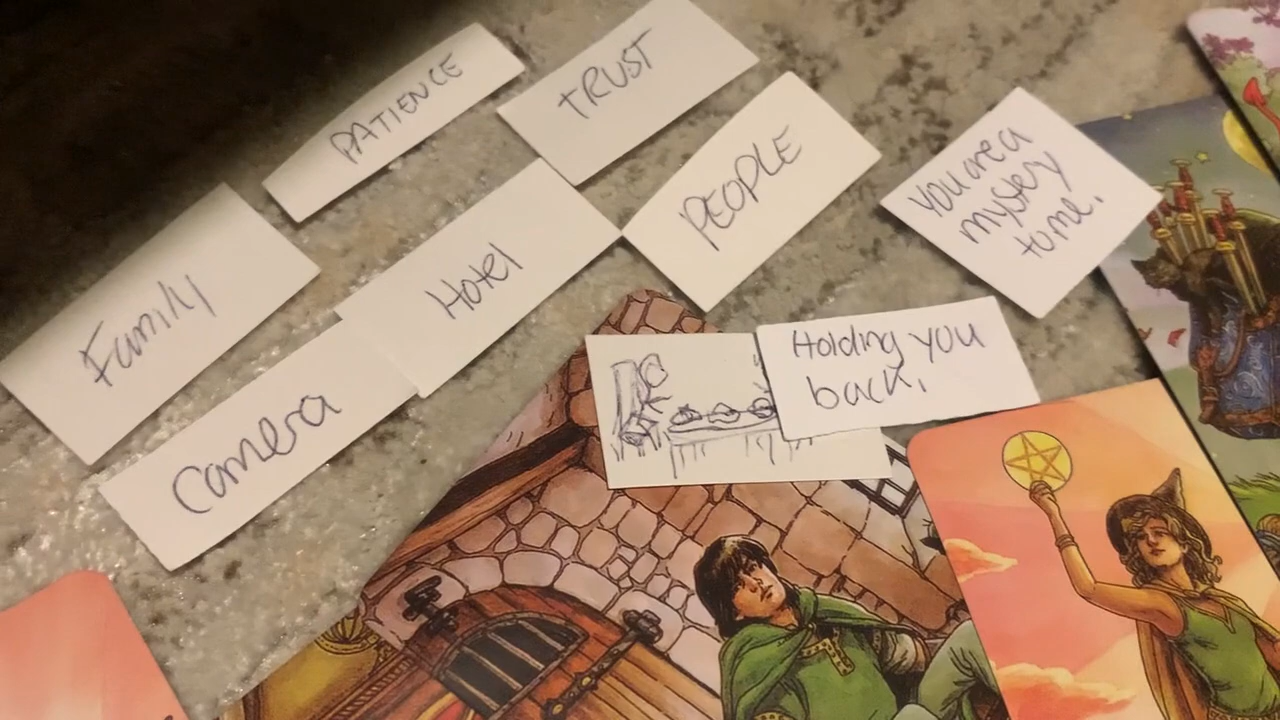 PATIENCE
TRUST
PEOPLE
You are a
mystery
to me.
Family
Hotel
Camera
Holding you
back.